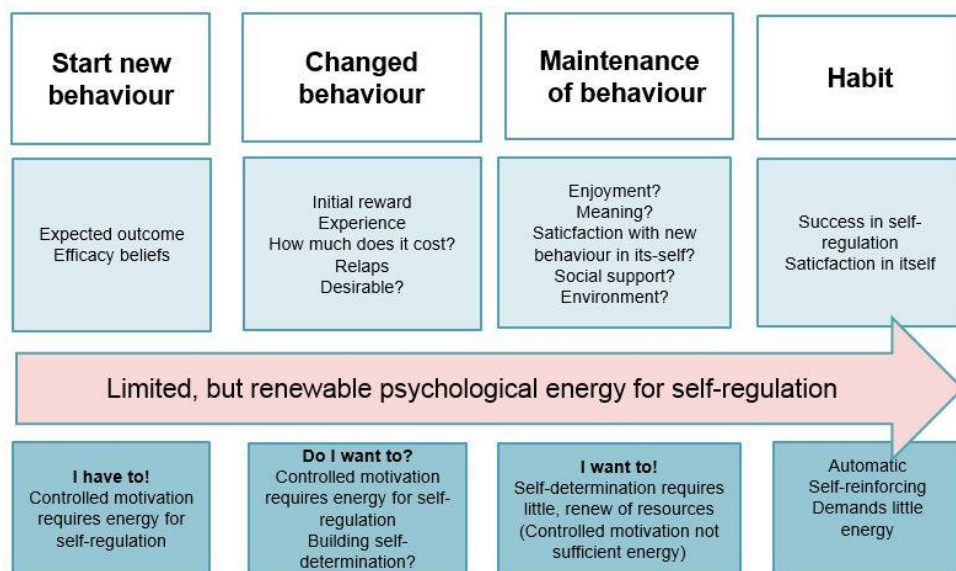 Start new
behaviour
Changed
behaviour
Maintenance
of behaviour
Habit
Expected outcome
Efficacy beliefs
Initial reward
Experience
How much does it cost?
Relaps
Desirable?
Enjoyment?
Meaning?
Saticfaction with new
behaviour in its-self?
Social support?
Environment?
Success in self-
regulation
Saticfaction in itself
Limited, but renewable psychological energy for self-regulation
I have to!
Controlled motivation
requires energy for
self-regulation
Do I want to?
Controlled motivation
requires energy for self-
regulation
Building self-
determination?
I want to!
Self-determination requires
little, renew of resources
(Controlled motivation not
sufficient energy)
Automatic
Self-reinforcing
Demands little
energy